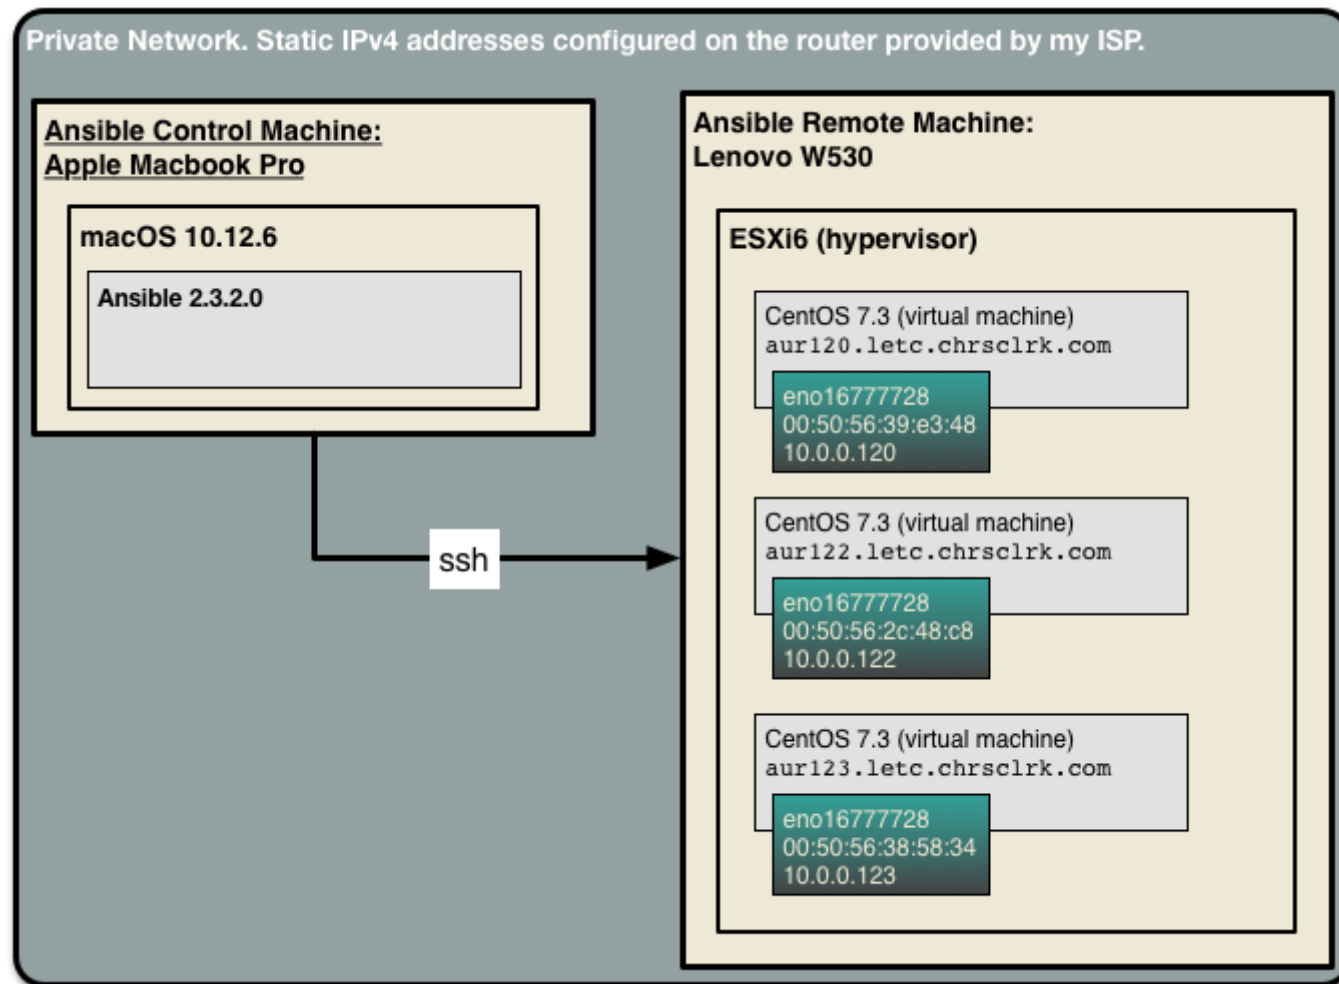 Private Network. Static IPv4 addresses configured on the router provided by my ISP.
Ansible Control Machine:
Apple Macbook Pro
macOS 10.12.6
Ansible 2.3.2.0
ssh
Ansible Remote Machine:
Lenovo W530
ESXi6 (hypervisor)
CentOS 7.3 (virtual machine)
aur120.letc.chrsclrk.com
eno16777728
00:50:56:39:e3:48
10.0.0.120
CentOS 7.3 (virtual machine)
aur122.letc.chrsclrk.com
eno16777728
00:50:56:2c:48:c8
10.0.0.122
CentOS 7.3 (virtual machine)
aur123.letc.chrsclrk.com
eno16777728
00:50:56:38:58:34
10.0.0.123